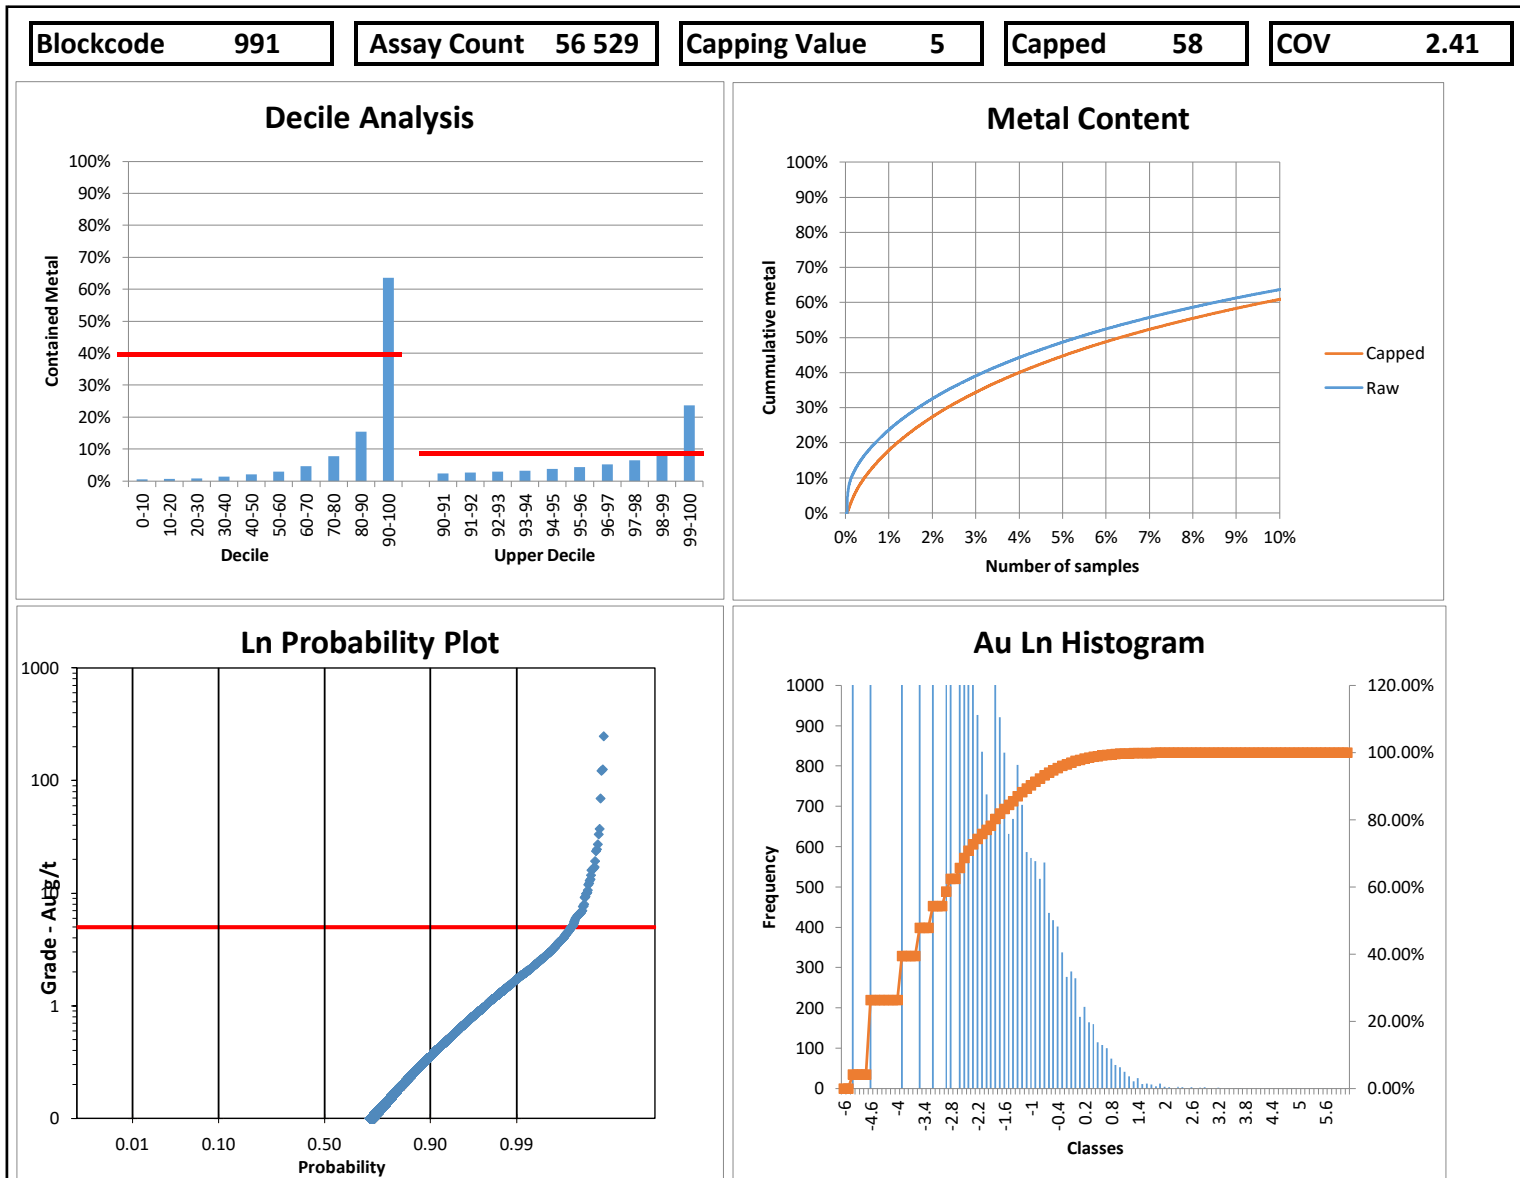 Blockcode 991 Assay Count 56 529 Capping Value 5 Capped 58 COV 2.41
Decile Analysis
100%
90%
80%
70%
60%
50%
40%
30%
20%
10%
0%
Contained Metal
0-10 10-20 20-30 30-40 40-50 50-60 60-70 70-80 80-90 90-100 90-91 91-92 92-93 93-94 94-95 95-96 96-97 97-98 98-99 99-100
Decile Upper Decile
Metal Content
100%
90%
80%
70%
60%
50%
40%
30%
20%
10%
0%
Cummulative metal
0% 1% 2% 3% 4% 5% 6% 7% 8% 9% 10%
Number of samples
Capped
Raw
Ln Probability Plot
1000
100
10
1
0
Grade - Au g/t
0.01 0.10 0.50 0.90 0.99
Probability
Au Ln Histogram
1000
900
800
700
600
500
400
300
200
100
0
Frequency
120.00%
100.00%
80.00%
60.00%
40.00%
20.00%
0.00%
-6 -4.6 -4 -3.4 -2.8 -2.2 -1.6 -1 -0.4 0.2 0.8 1.4 2 2.6 3.2 3.8 4.4 5 5.6
Classes